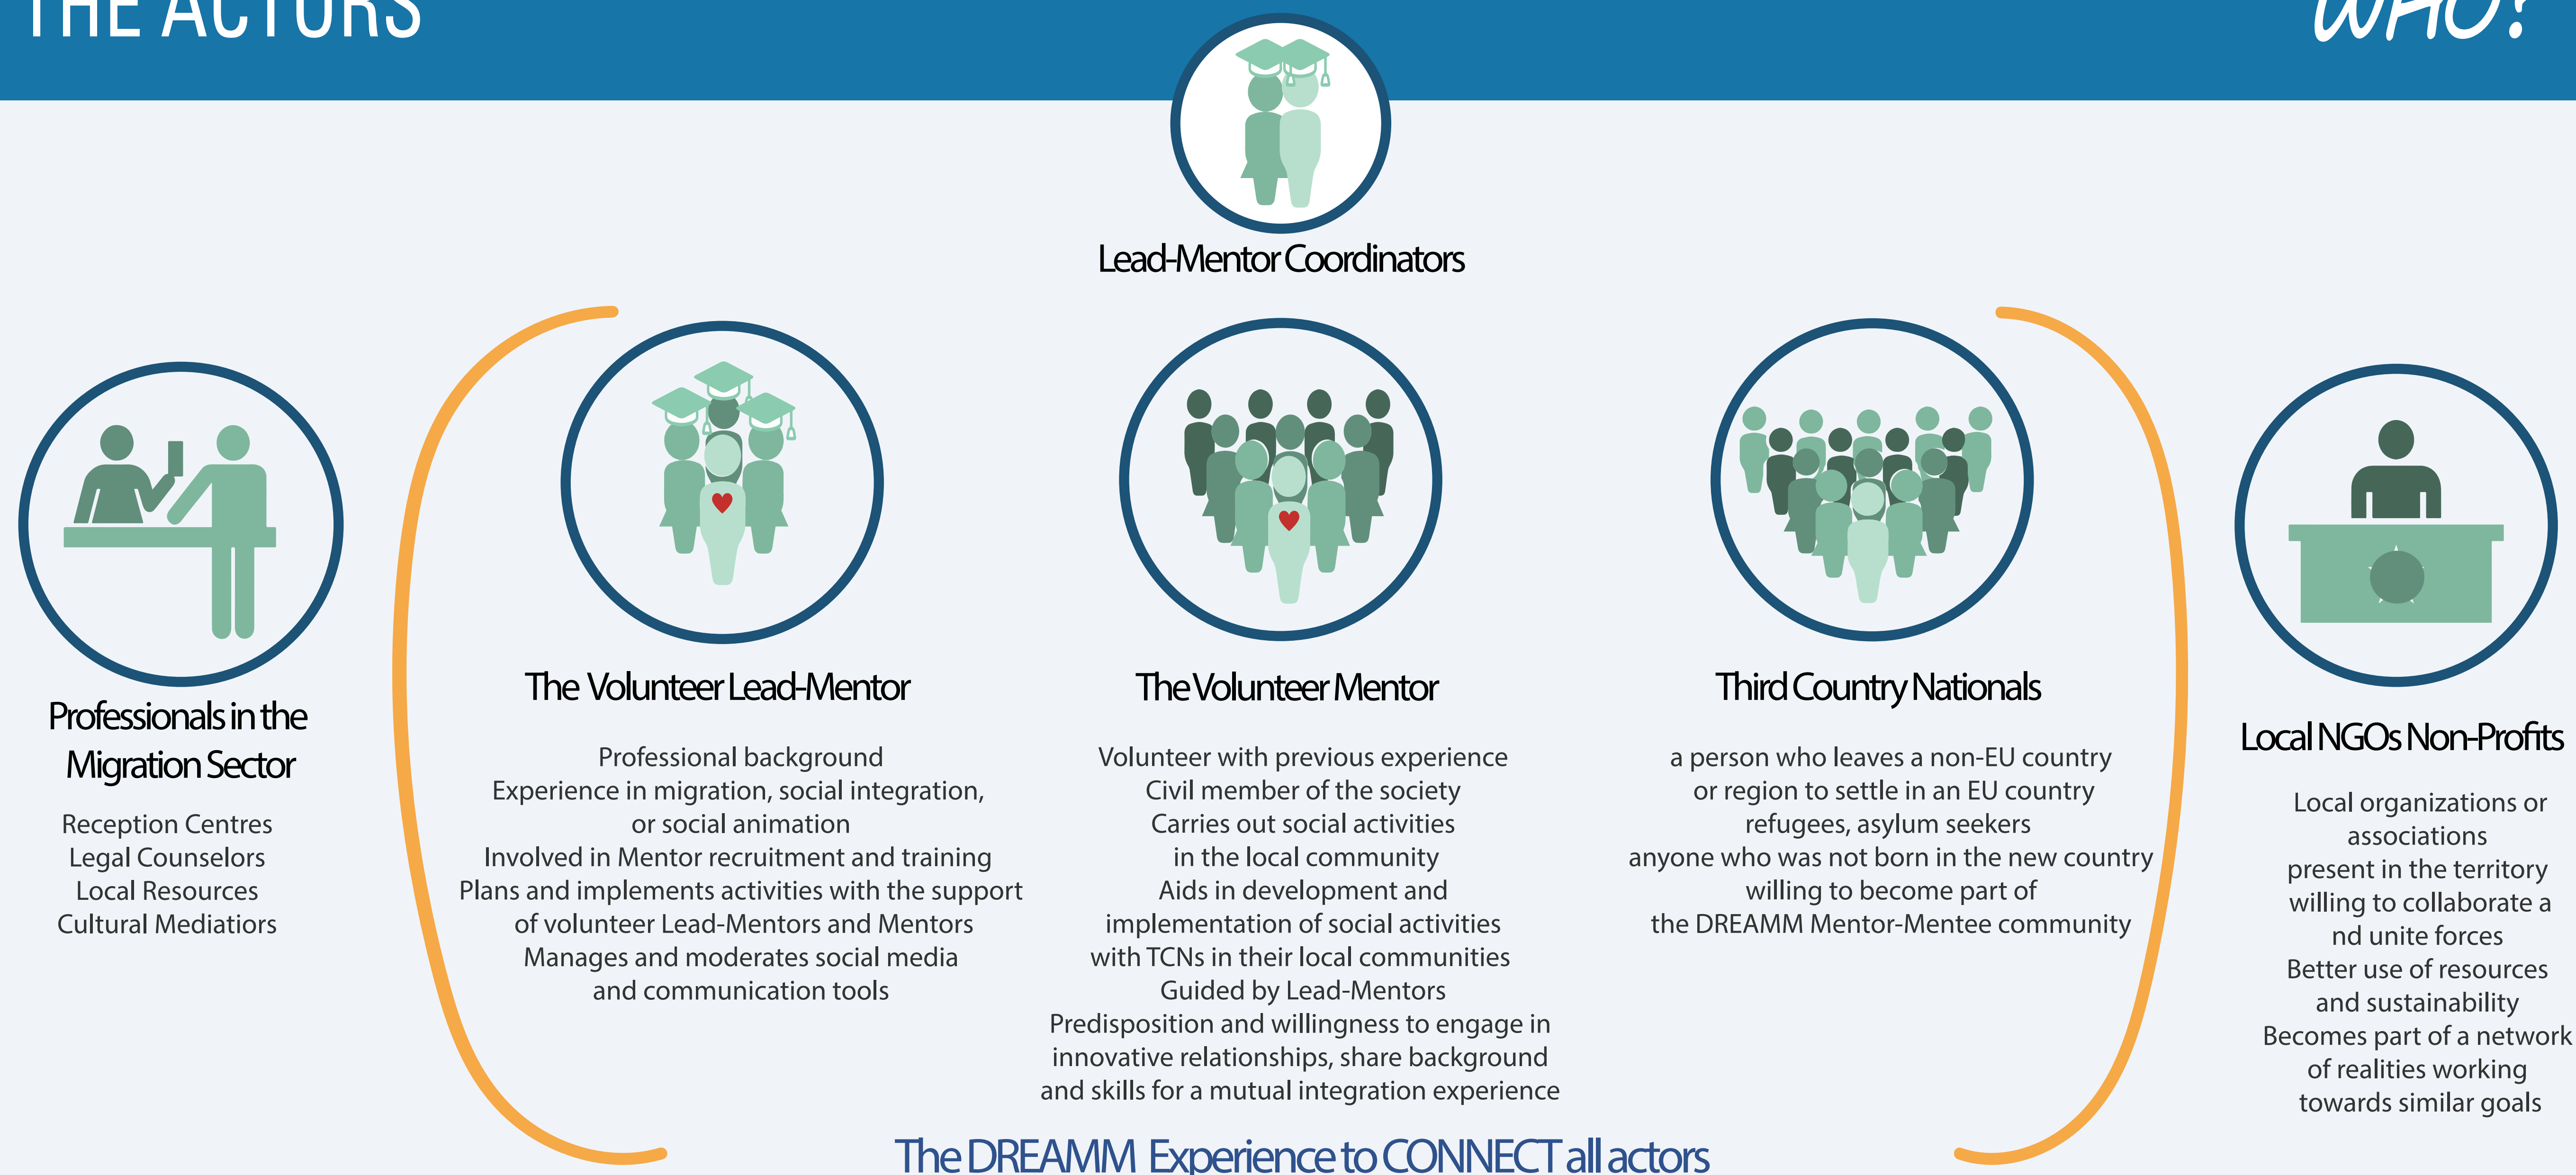 THE ACTORS
WHO?
Lead-Mentor Coordinators
Professionals in the
Migration Sector
Reception Centres
Legal Counselors
Local Resources
Cultural Mediatiors
The Volunteer Lead-Mentor
Professional background
Experience in migration, social integration,
or social animation
Involved in Mentor recruitment and training
Plans and implements activities with the support
of volunteer Lead-Mentors and Mentors
Manages and moderates social media
and communication tools
The Volunteer Mentor
Volunteer with previous experience
Civil member of the society
Carries out social activities
in the local community
Aids in development and
implementation of social activities
with TCNs in their local communities
Guided by Lead-Mentors
Predisposition and willingness to engage in
innovative relationships, share background
and skills for a mutual integration experience
Third Country Nationals
a person who leaves a non-EU country
or region to settle in an EU country
refugees, asylum seekers
anyone who was not born in the new country
willing to become part of
the DREAMM Mentor-Mentee community
Local NGOs Non-Profits
Local organizations or
associations
present in the territory
willing to collaborate a
nd unite forces
Better use of resources
and sustainability
Becomes part of a network
of realities working
towards similar goals
The DREAMM Experience to CONNECT all actors